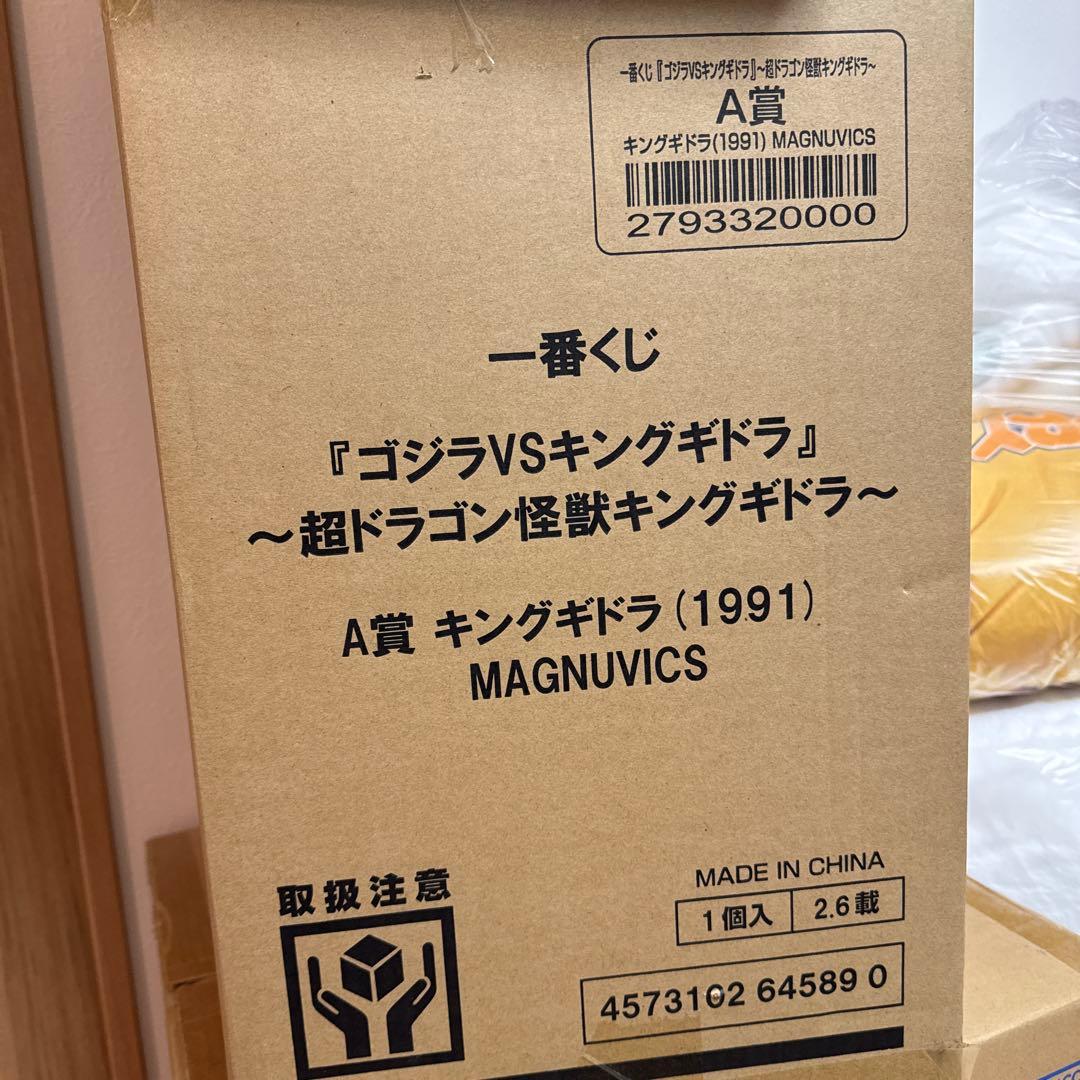 一番くじ『ゴジラVSキングギドラ』～超ドラゴン怪獣キングギドラ～
A賞
キングギドラ(1991) MAGNUVICS
2793320000
一番くじ
『ゴジラVSキングギドラ』
～超ドラゴン怪獣キングギドラ～
A賞 キングギドラ(1991)
MAGNUVICS
取扱注意
MADE IN CHINA
1個入 2.6載
4573102 64589 0